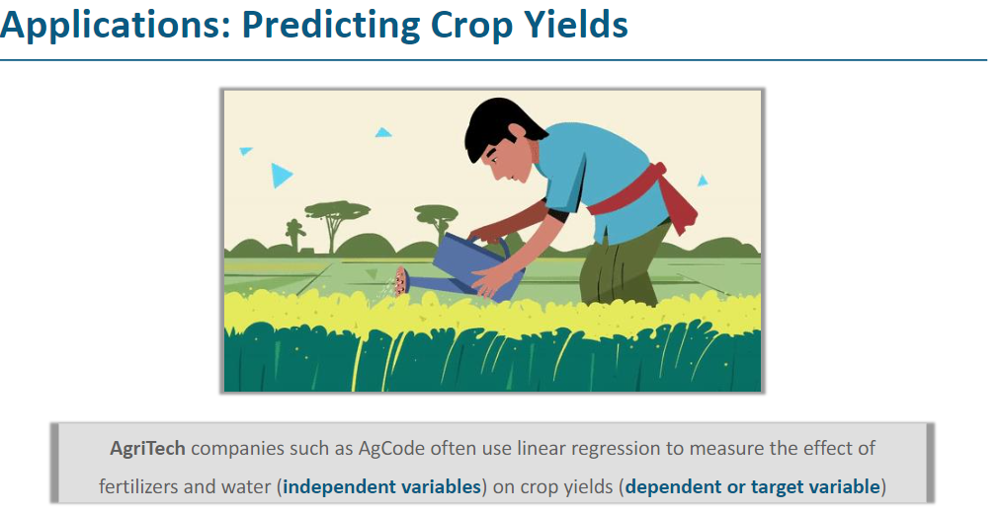 Applications: Predicting Crop Yields
AgriTech companies such as AgCode often use linear regression to measure the effect of
fertilizers and water (independent variables) on crop yields (dependent or target variable)